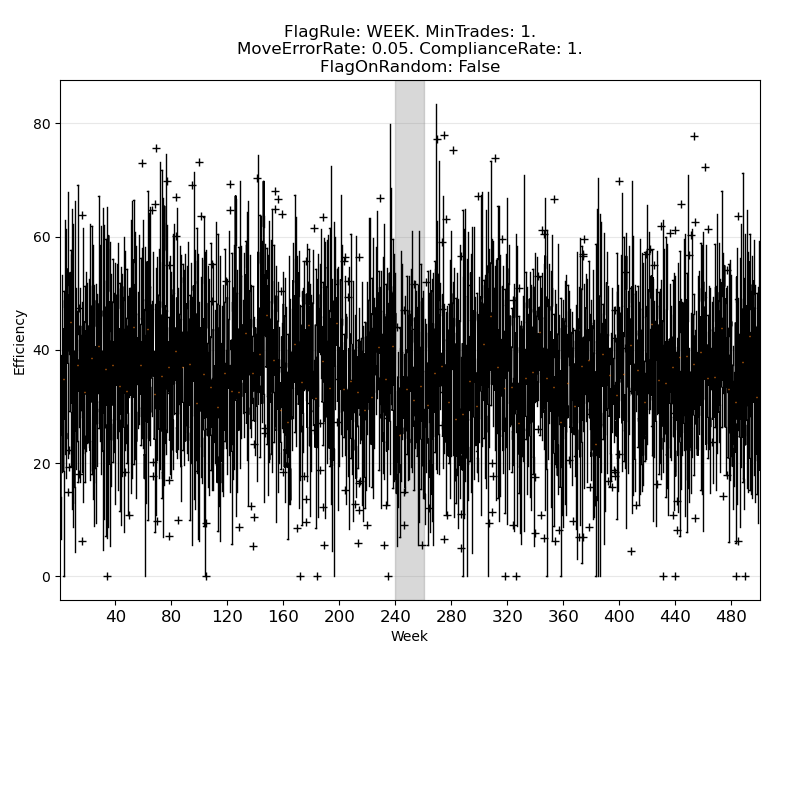 FlagRule: WEEK. MinTrades: 1.
MoveErrorRate: 0.05. ComplianceRate: 1.
FlagOnRandom: False
80
60
40
20
0
Efficiency
40 80 120 160 200 240 280 320 360 400 440 480
Week